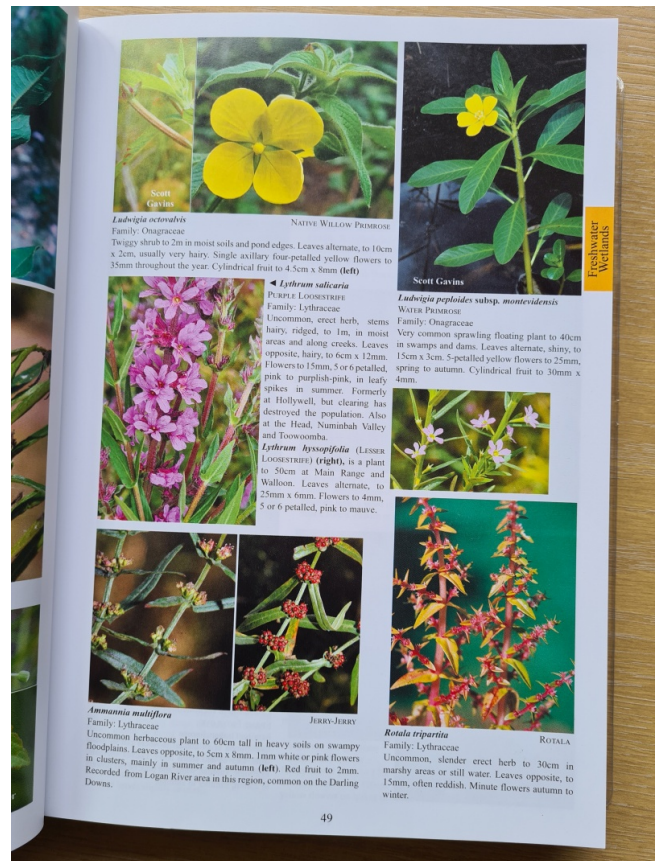 Scott
Gavins
Ludwigia octovalvis NATIVE WILLOW PRIMROSE
Family: Onagraceae
Twiggy shrub to 2m in moist soils and pond edges. Leaves alternate, to 10cm
x 2cm, usually very hairy. Single axillary four-petalled yellow flowers to
35mm throughout the year. Cylindrical fruit to 4.5cm x 8mm (left)
Scott Gavins
Freshwater
Wetlands
Ludwigia peploides subsp. montevidensis
WATER PRIMROSE
Family: Onagraceae
Very common sprawling floating plant to 40cm
in swamps and dams. Leaves alternate, shiny, to
15cm x 3cm. 5-petalled yellow flowers to 25mm,
spring to autumn. Cylindrical fruit to 30mm x
4mm.
◄ Lythrum salicaria
PURPLE LOOSESTRIFE
Family: Lythraceae
Uncommon, erect herb, stems
hairy, ridged, to 1m, in moist
areas and along creeks. Leaves
opposite, hairy, to 6cm x 12mm.
Flowers to 15mm, 5 or 6 petalled,
pink to purplish-pink, in leafy
spikes in summer. Formerly
at Hollywell, but clearing has
destroyed the population. Also
at the Head, Numinbah Valley
and Toowoomba.
Lythrum hyssopifolia (LESSER
LOOSESTRIFE) (right), is a plant
to 50cm at Main Range and
Walloon. Leaves alternate, to
25mm x 6mm. Flowers to 4mm,
5 or 6 petalled, pink to mauve.
Ammannia multiflora JERRY-JERRY
Family: Lythraceae
Uncommon herbaceous plant to 60cm tall in heavy soils on swampy
floodplains. Leaves opposite, to 5cm x 8mm. 1mm white or pink flowers
in clusters, mainly in summer and autumn (left). Red fruit to 2mm.
Recorded from Logan River area in this region, common on the Darling
Downs.
Rotala tripartita ROTALA
Family: Lythraceae
Uncommon, slender erect herb to 30cm in
marshy areas or still water. Leaves opposite, to
15mm, often reddish. Minute flowers autumn to
winter.
49